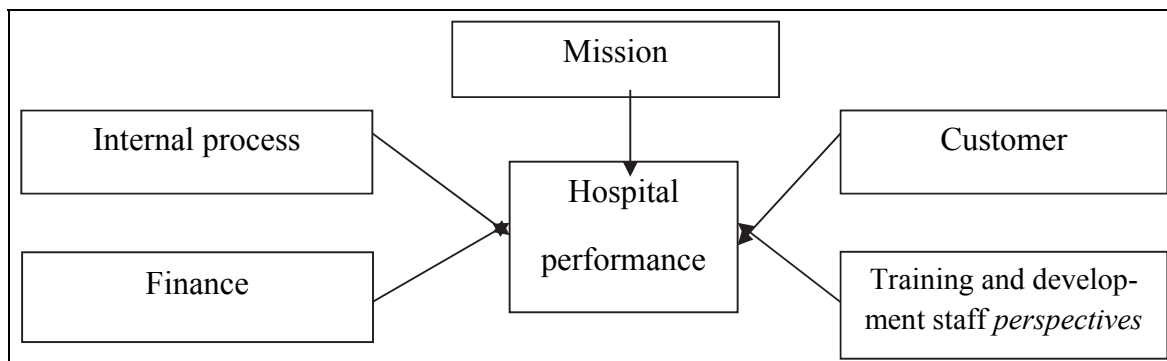 Mission
Internal process
Customer
Hospital
performance
Finance
Training and develop-
ment staff perspectives